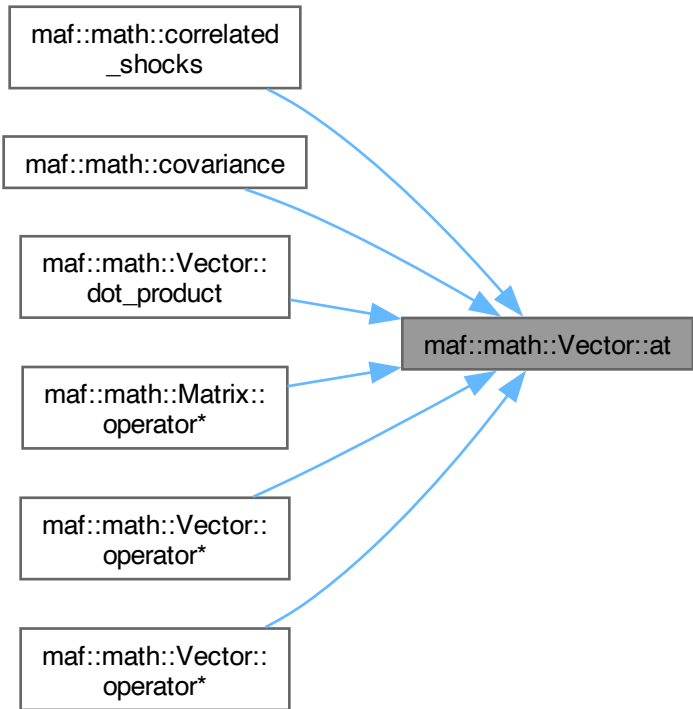 maf::math::correlated
_shocks
maf::math::covariance
maf::math::Vector::
dot_product
maf::math::Vector::at
maf::math::Matrix::
operator*
maf::math::Vector::
operator*
maf::math::Vector::
operator*